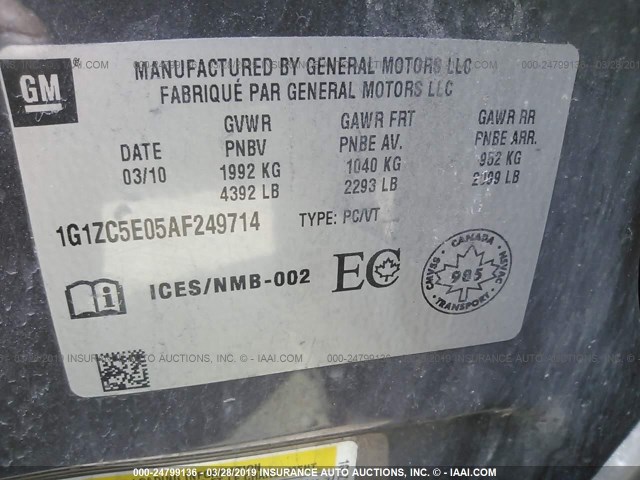 GM
MANUFACTURED BY GENERAL MOTORS LLC
FABRIQUÉ PAR GENERAL MOTORS LLC
DATE
03/10
GVWR
PNBV
1992 KG
4392 LB
GAWR FRT
PNBE AV.
1040 KG
2293 LB
GAWR RR
PNBE ARR.
952 KG
2099 LB
1G1ZC5E05AF249714
TYPE: PC/VT
ICES/NMB-002
EC
CANADA
CMVSS
NSVAC
985
TRANSPORT
000-24799136 - 03/28/2019 INSURANCE AUTO AUCTIONS, INC. - © IAAI.COM